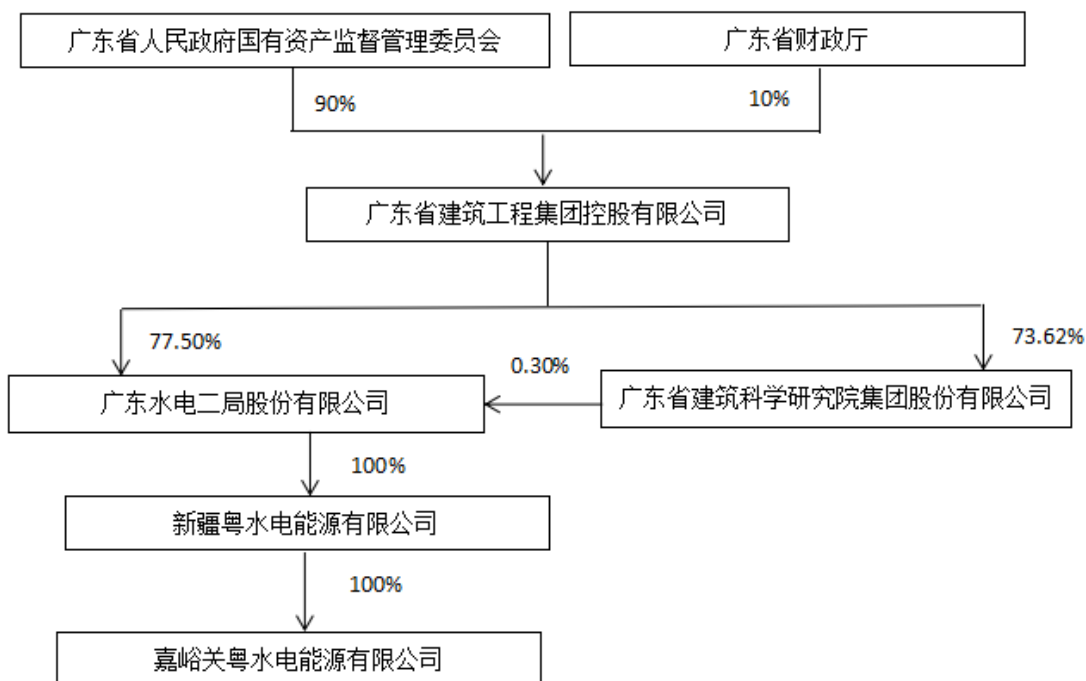 广东省人民政府国有资产监督管理委员会
广东省财政厅
90%
10%
广东省建筑工程集团控股有限公司
77.50%
73.62%
0.30%
广东水电二局股份有限公司
广东省建筑科学研究院集团股份有限公司
100%
新疆粤水电能源有限公司
100%
嘉峪关粤水电能源有限公司